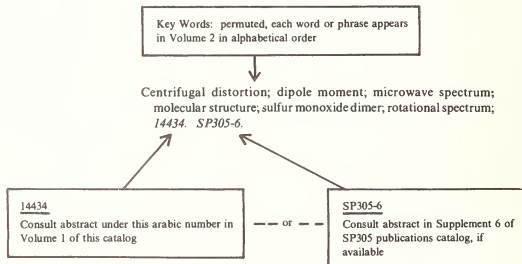 Key Words: permuted, each word or phrase appears
in Volume 2 in alphabetical order
Centrifugal distortion; dipole moment; microwave spectrum;
molecular structure; sulfur monoxide dimer; rotational spectrum;
14434. SP305-6.
14434
Consult abstract under this arabic number in
Volume 1 of this catalog
or
SP305-6
Consult abstract in Supplement 6 of
SP305 publications catalog, if
available